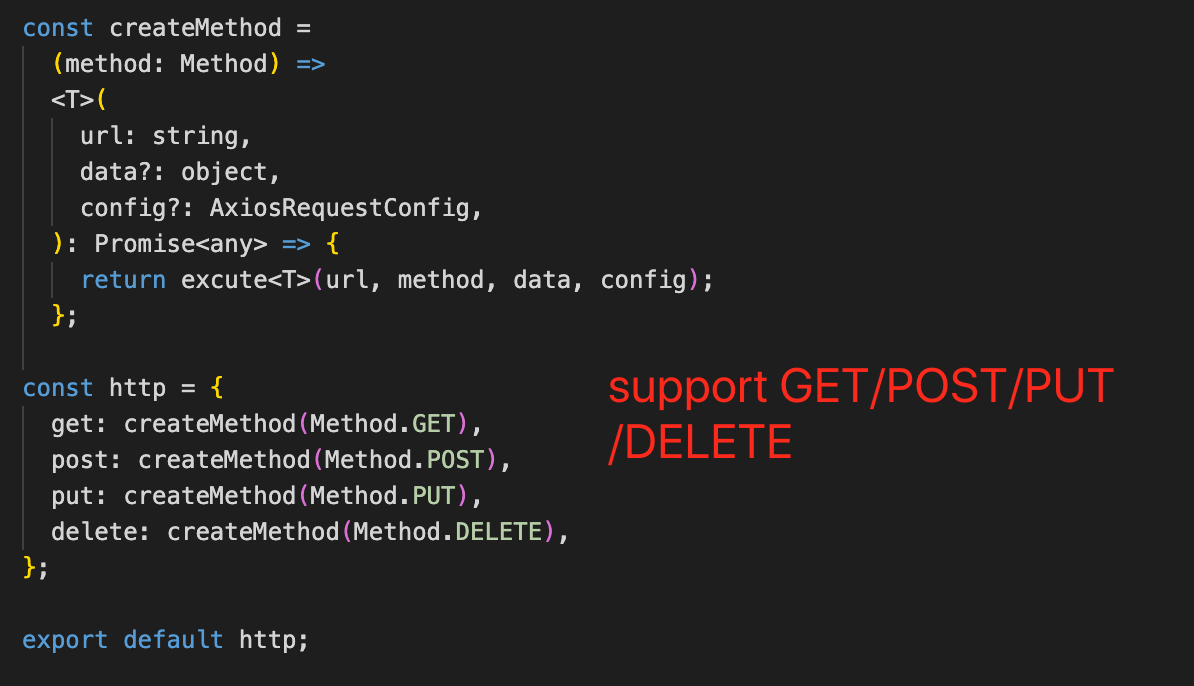 const createMethod =
(method: Method) =>
<T>(
url: string,
data?: object,
config?: AxiosRequestConfig,
): Promise<any> => {
return excute<T>(url, method, data, config);
};
const http = {
get: createMethod(Method.GET),
post: createMethod(Method.POST),
put: createMethod(Method.PUT),
delete: createMethod(Method.DELETE),
};
export default http;
support GET/POST/PUT
/DELETE